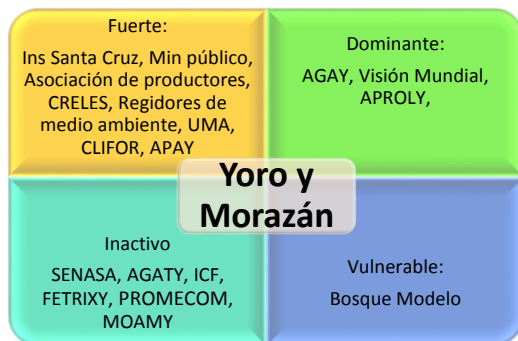 Fuerte:
Ins Santa Cruz, Min público,
Asociación de productores,
CRELES, Regidores de
medio ambiente, UMA,
CLIFOR, APAY
Dominante:
AGAY, Visión Mundial,
APROLY,
Yoro y
Morazán
Inactivo
SENASA, AGATY, ICF,
FETRIXY, PROMECOM,
MOAMY
Vulnerable:
Bosque Modelo